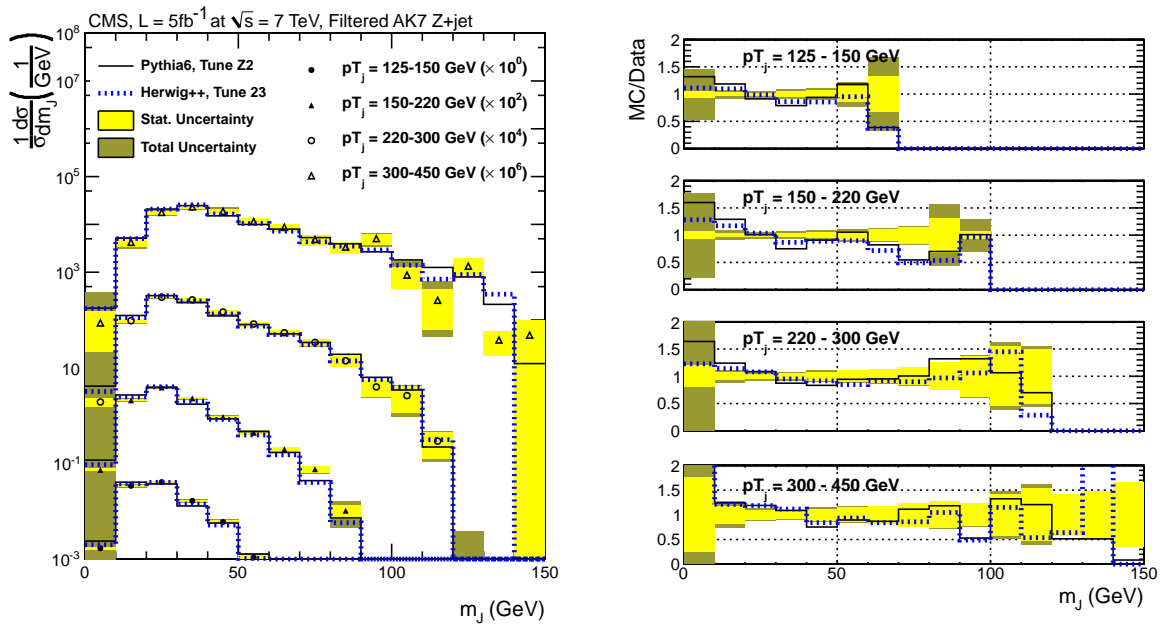 CMS, L = 5fb⁻¹ at √s = 7 TeV, Filtered AK7 Z+jet
1/σ dσ/dm_J (1/GeV)
10⁸
10⁷
10⁵
10³
10
10⁻¹
10⁻³
Pythia6, Tune Z2
Herwig++, Tune 23
Stat. Uncertainty
Total Uncertainty
pT_j = 125-150 GeV (× 10⁰)
pT_j = 150-220 GeV (× 10²)
pT_j = 220-300 GeV (× 10⁴)
pT_j = 300-450 GeV (× 10⁶)
0 50 100 150
m_J (GeV)
MC/Data
pT_j = 125 - 150 GeV
2
1.5
1
0.5
0
pT_j = 150 - 220 GeV
2
1.5
1
0.5
0
pT_j = 220 - 300 GeV
2
1.5
1
0.5
0
pT_j = 300 - 450 GeV
2
1.5
1
0.5
0
0 50 100 150
m_J (GeV)